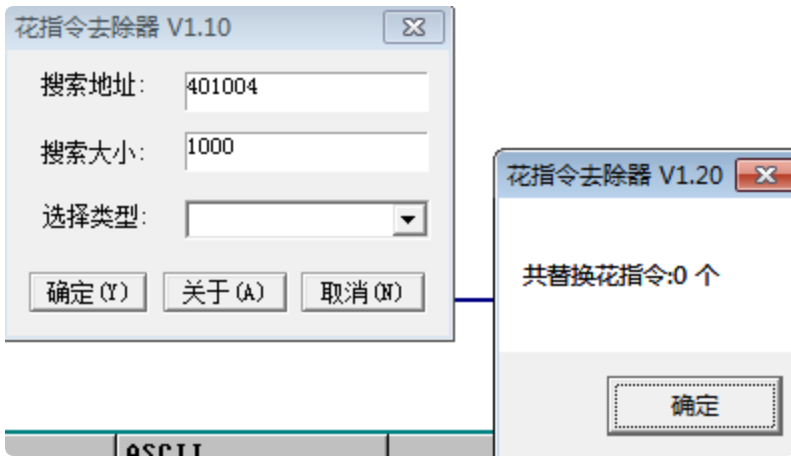 花指令去除器 V1.10
搜索地址: 401004
搜索大小: 1000
选择类型:
确定(Y) 关于(A) 取消(N)
花指令去除器 V1.20
共替换花指令:0 个
确定
ASCII